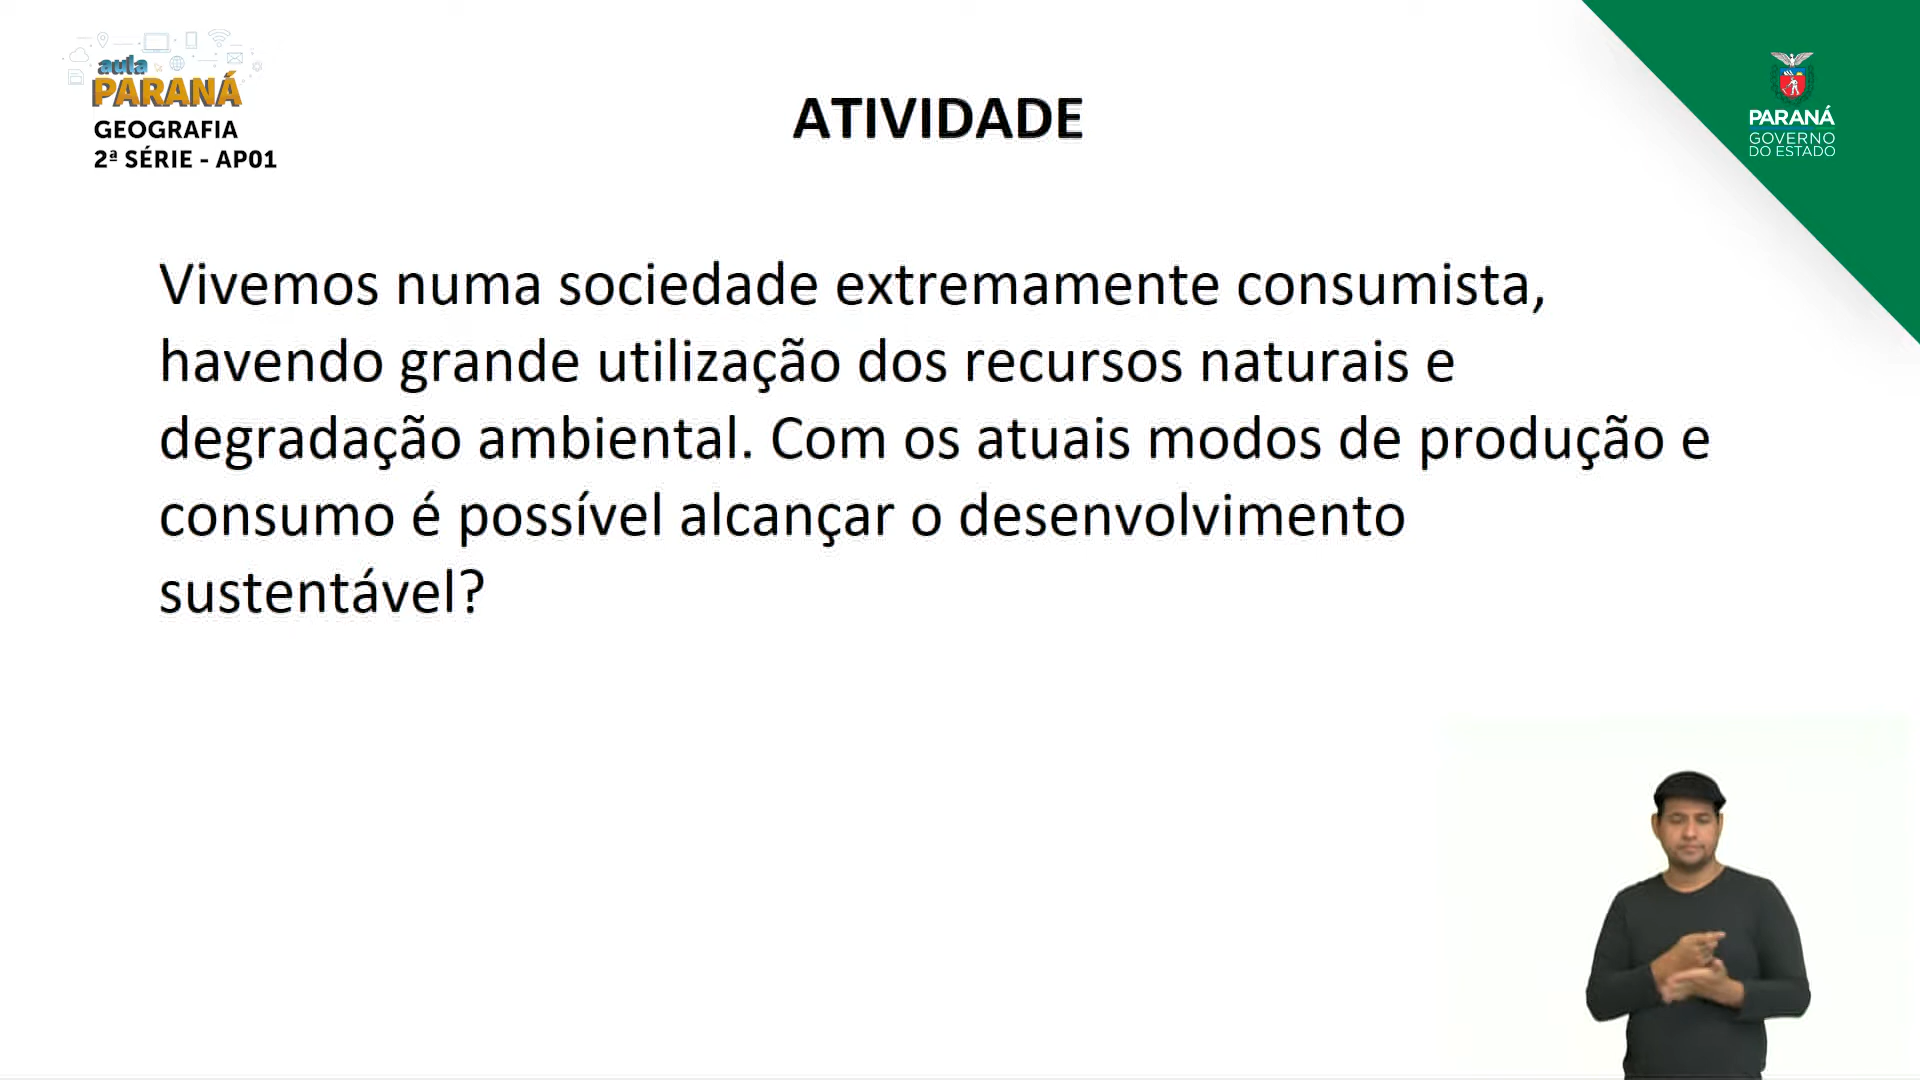 aula
PARANÁ
GEOGRAFIA
2ª SÉRIE - AP01
ATIVIDADE
PARANÁ
GOVERNO
DO ESTADO
Vivemos numa sociedade extremamente consumista,
havendo grande utilização dos recursos naturais e
degradação ambiental. Com os atuais modos de produção e
consumo é possível alcançar o desenvolvimento
sustentável?